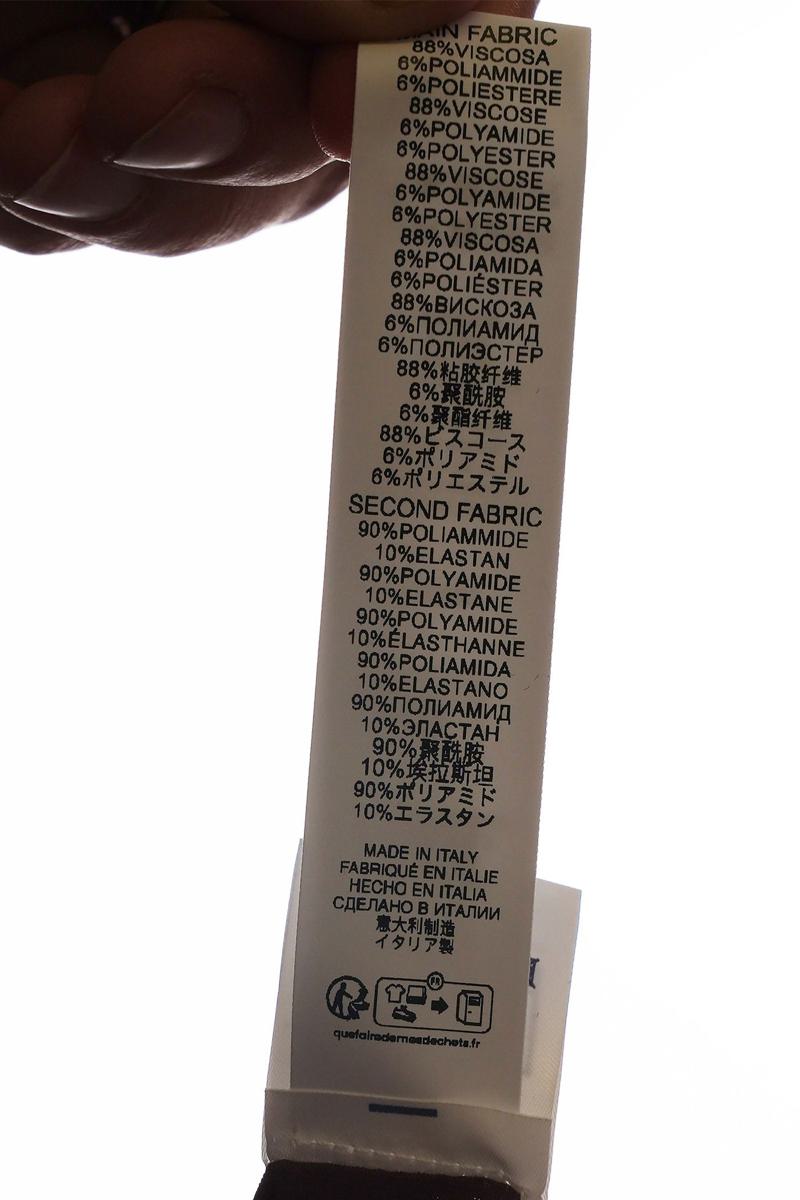 MAIN FABRIC
88%VISCOSA
6%POLIAMMIDE
6%POLIESTERE
88%VISCOSE
6%POLYAMIDE
6%POLYESTER
88%VISCOSE
6%POLYAMIDE
6%POLYESTER
88%VISCOSA
6%POLIAMIDA
6%POLIÉSTER
88%ВИСКОЗА
6%ПОЛИАМИД
6%ПОЛИЭСТЕР
88%粘胶纤维
6%聚酰胺
6%聚酯纤维
88%ビスコース
6%ポリアミド
6%ポリエステル
SECOND FABRIC
90%POLIAMMIDE
10%ELASTAN
90%POLYAMIDE
10%ELASTANE
90%POLYAMIDE
10%ÉLASTHANNE
90%POLIAMIDA
10%ELASTANO
90%ПОЛИАМИД
10%ЭЛАСТАН
90%聚酰胺
10%埃拉斯坦
90%ポリアミド
10%エラスタン
MADE IN ITALY
FABRIQUÉ EN ITALIE
HECHO EN ITALIA
СДЕЛАНО В ИТАЛИИ
意大利制造
イタリア製
FR
quefairedemesdechets.fr